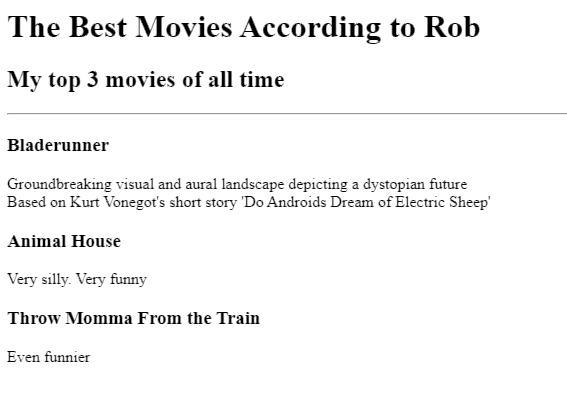 The Best Movies According to Rob
My top 3 movies of all time
Bladerunner
Groundbreaking visual and aural landscape depicting a dystopian future
Based on Kurt Vonegot's short story 'Do Androids Dream of Electric Sheep'
Animal House
Very silly. Very funny
Throw Momma From the Train
Even funnier